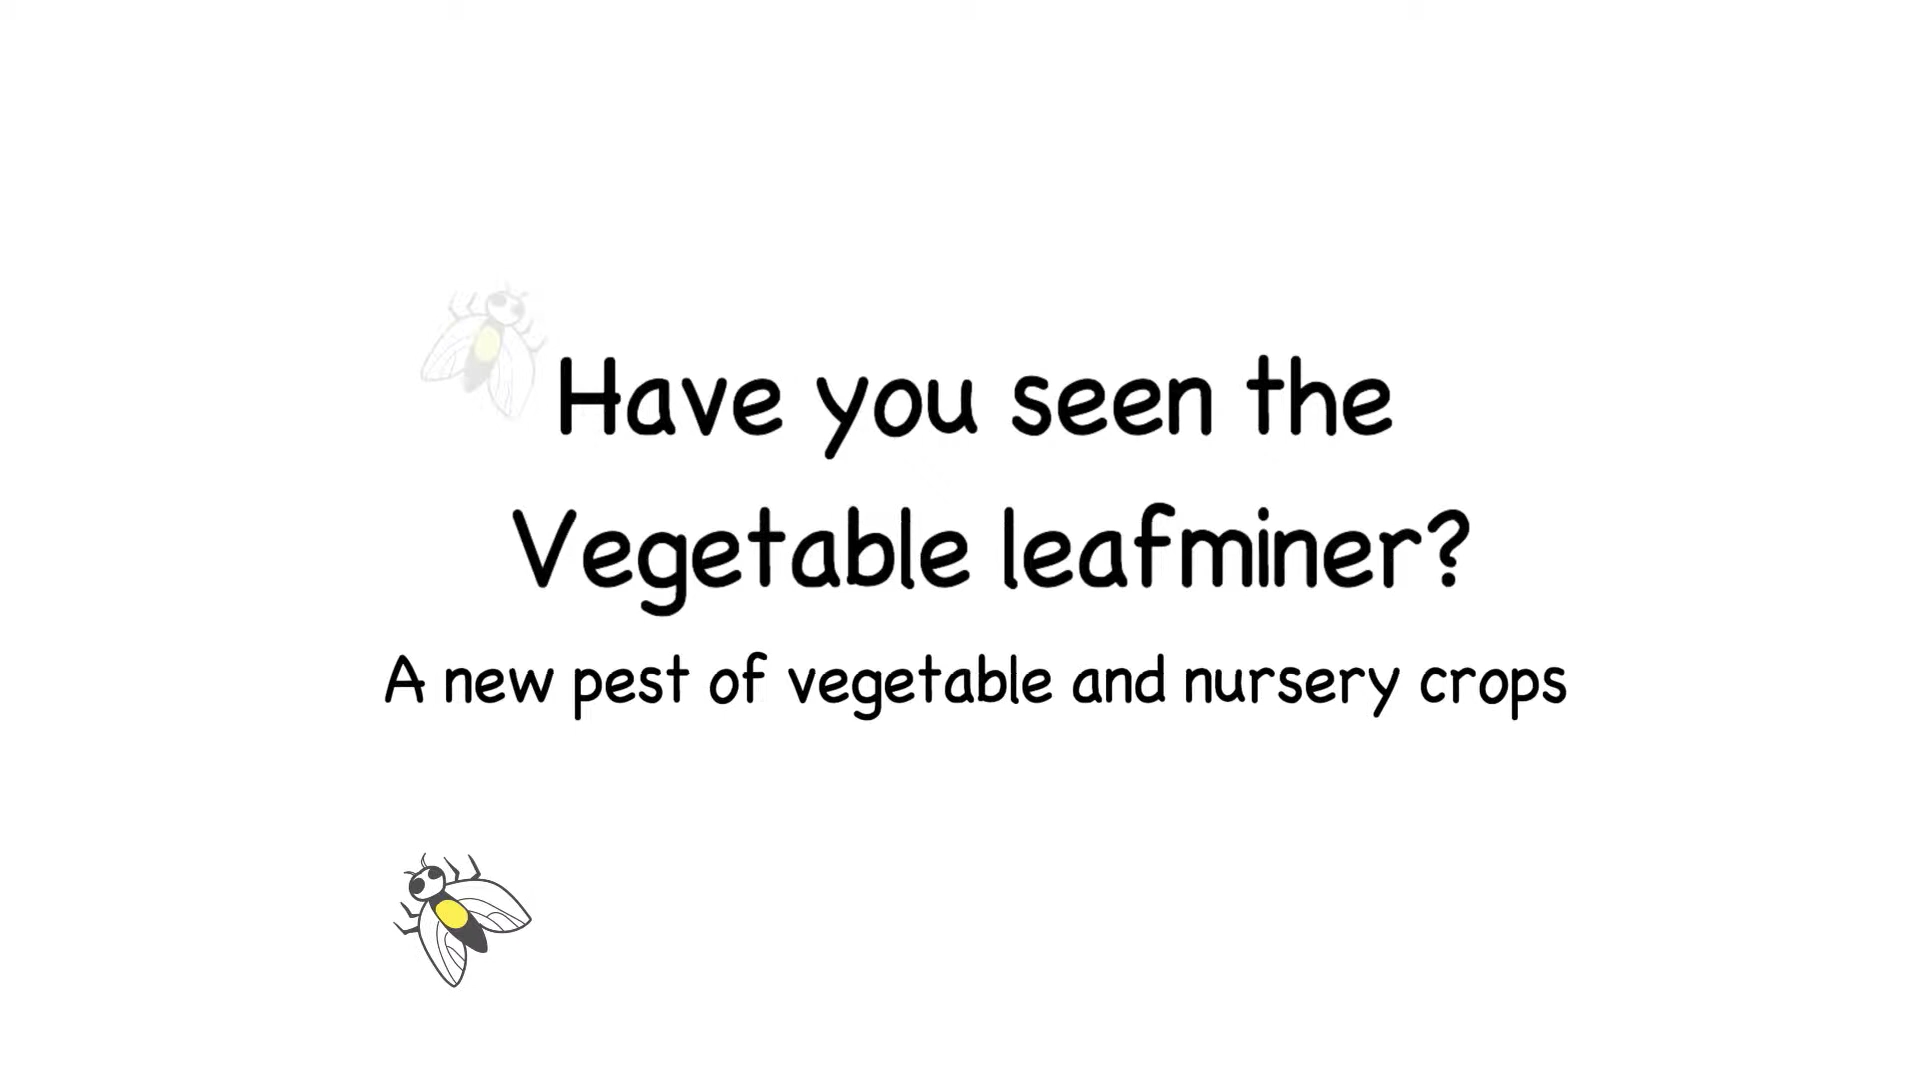 Have you seen the
Vegetable leafminer?
A new pest of vegetable and nursery crops